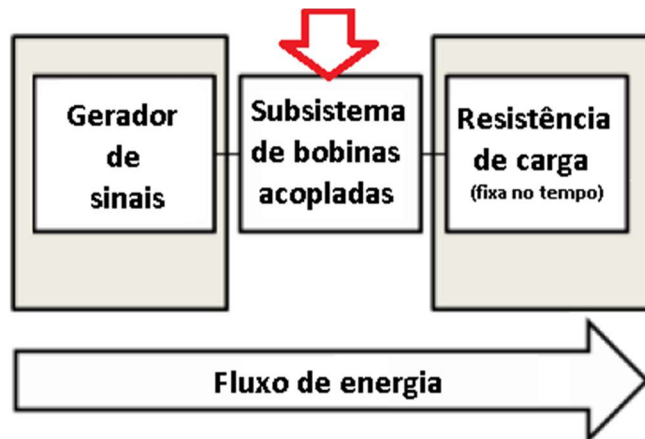 Gerador
de
sinais
Subsistema
de bobinas
acopladas
Resistência
de carga
(fixa no tempo)
Fluxo de energia